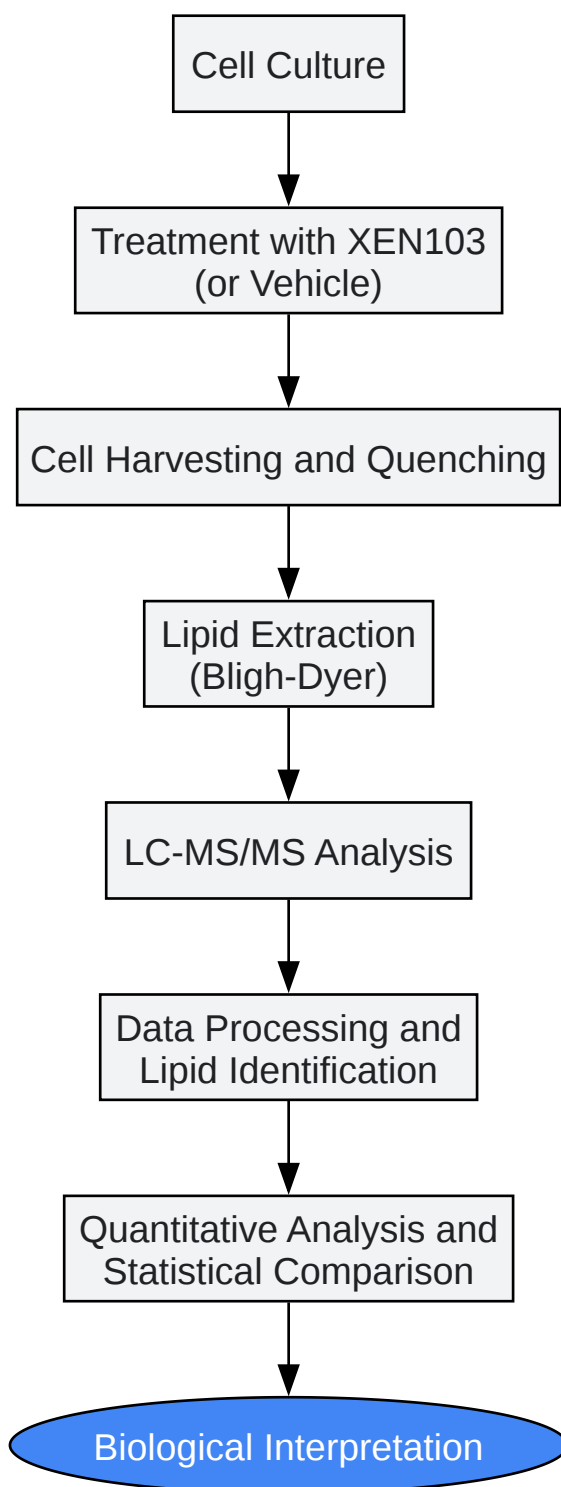 Cell Culture
Treatment with XEN103
(or Vehicle)
Cell Harvesting and Quenching
Lipid Extraction
(Bligh-Dyer)
LC-MS/MS Analysis
Data Processing and
Lipid Identification
Quantitative Analysis and
Statistical Comparison
Biological Interpretation